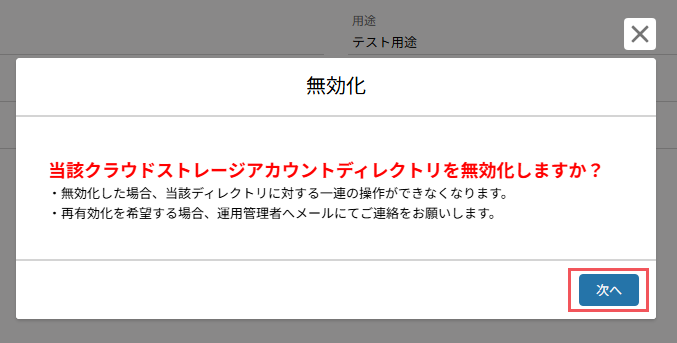 用途
テスト用途
無効化
当該クラウドストレージアカウントディレクトリを無効化しますか？
・無効化した場合、当該ディレクトリに対する一連の操作ができなくなります。
・再有効化を希望する場合、運用管理者へメールにてご連絡をお願いします。
次へ